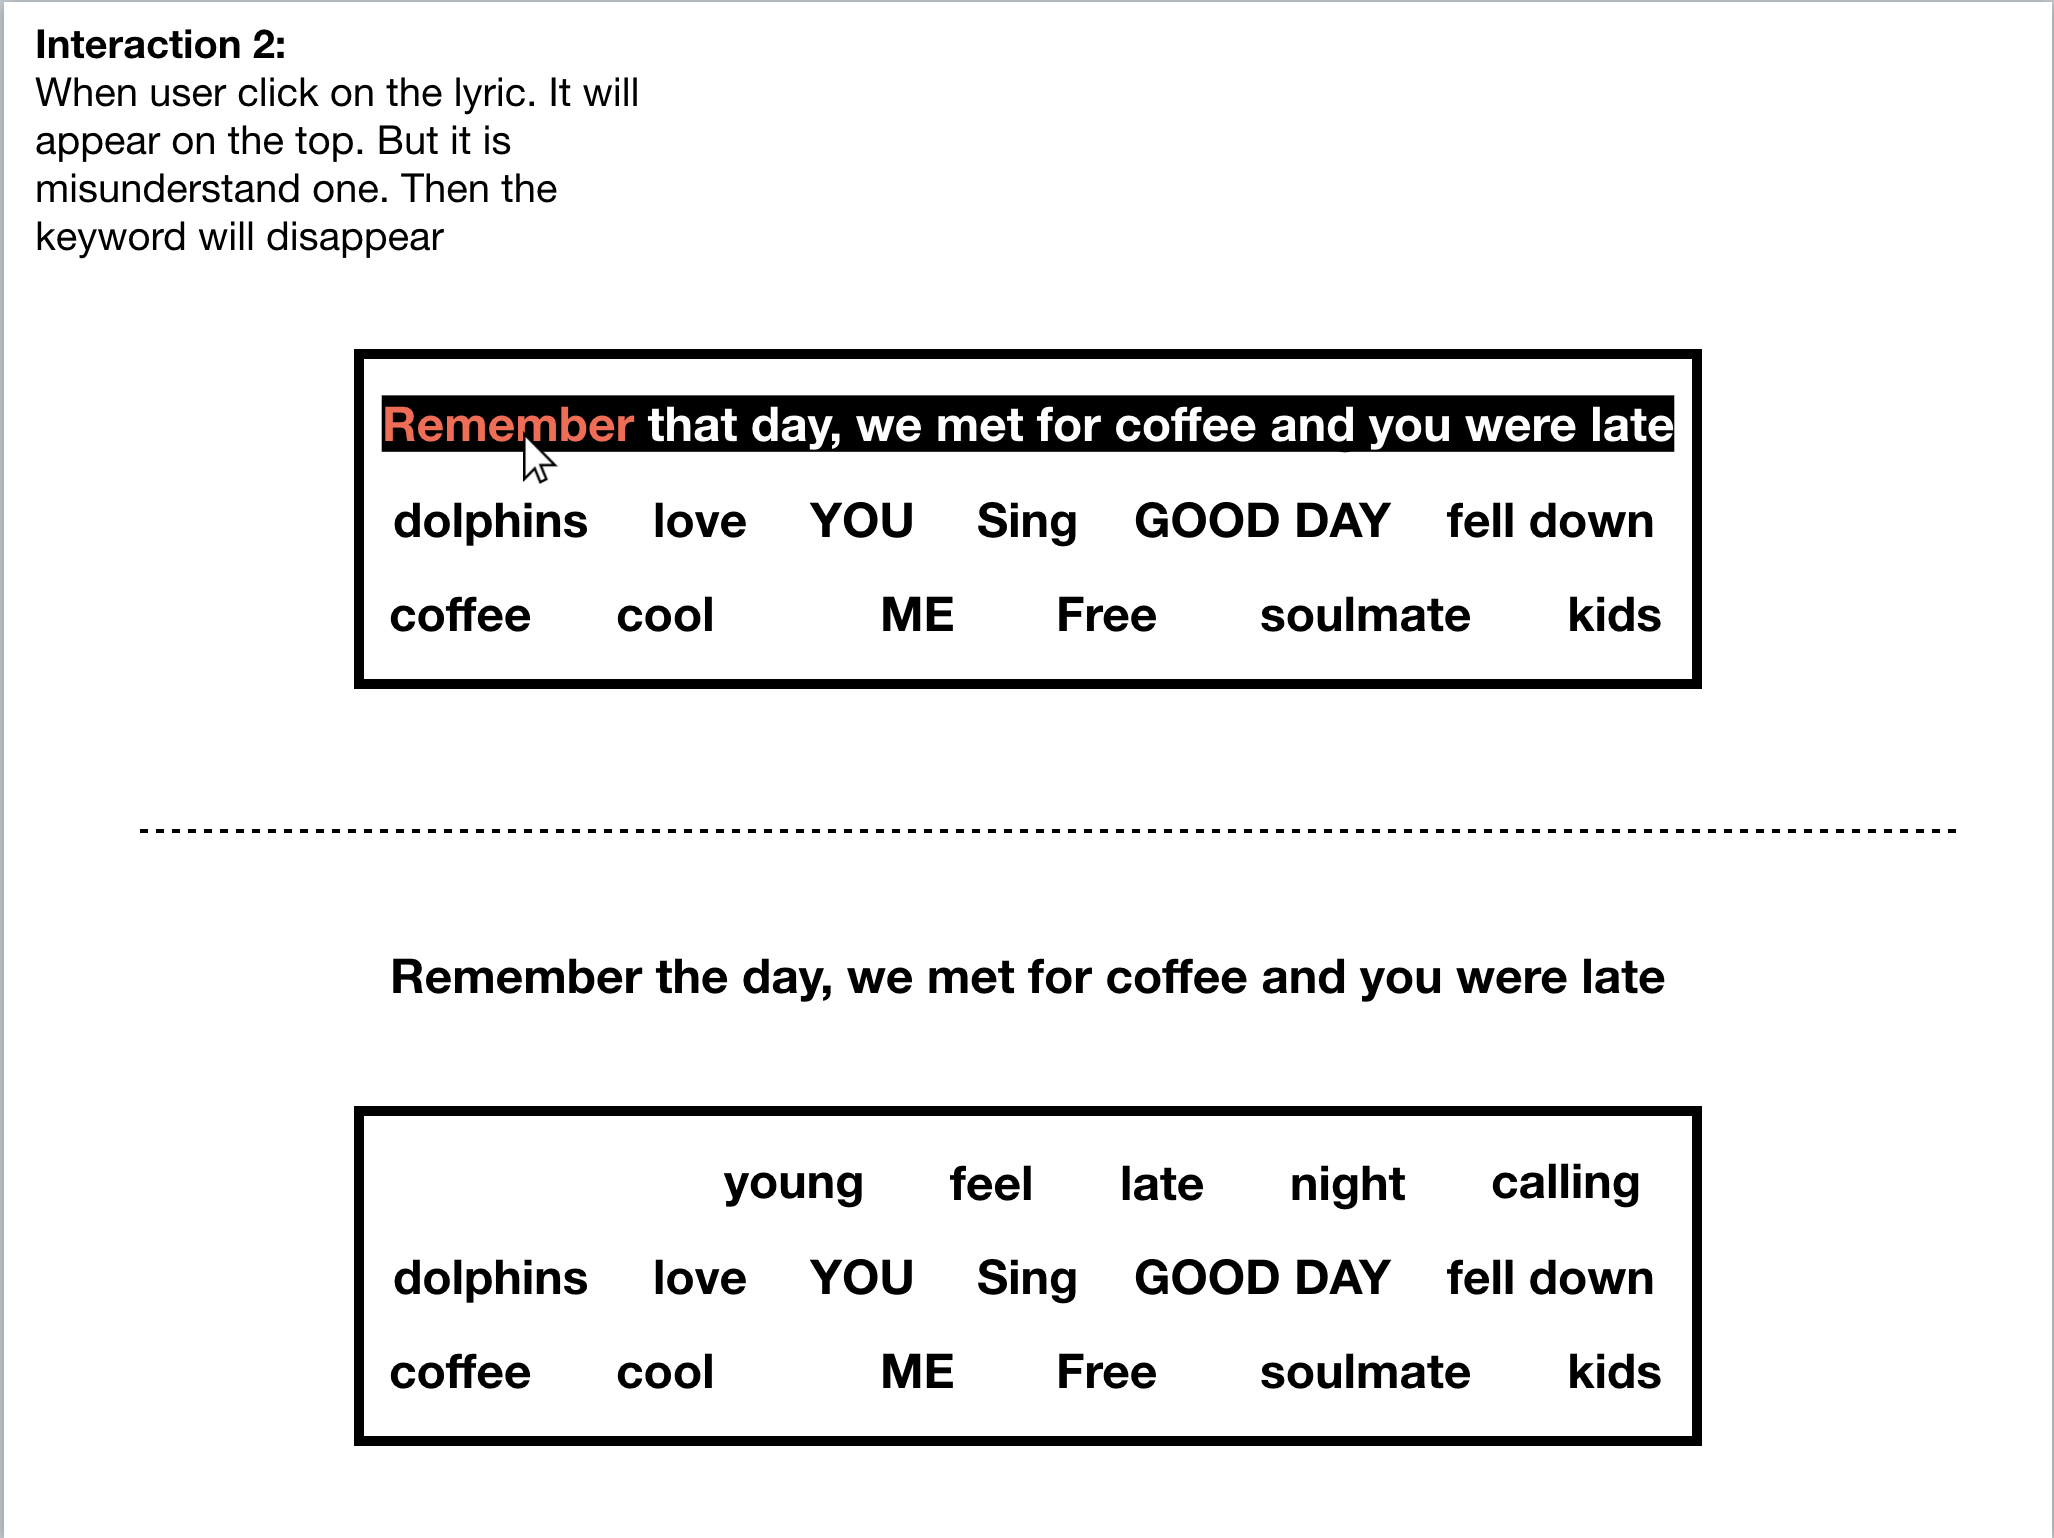 Interaction 2:
When user click on the lyric. It will
appear on the top. But it is
misunderstand one. Then the
keyword will disappear
Remember that day, we met for coffee and you were late
dolphins love YOU Sing GOOD DAY fell down
coffee cool ME Free soulmate kids
Remember the day, we met for coffee and you were late
young feel late night calling
dolphins love YOU Sing GOOD DAY fell down
coffee cool ME Free soulmate kids